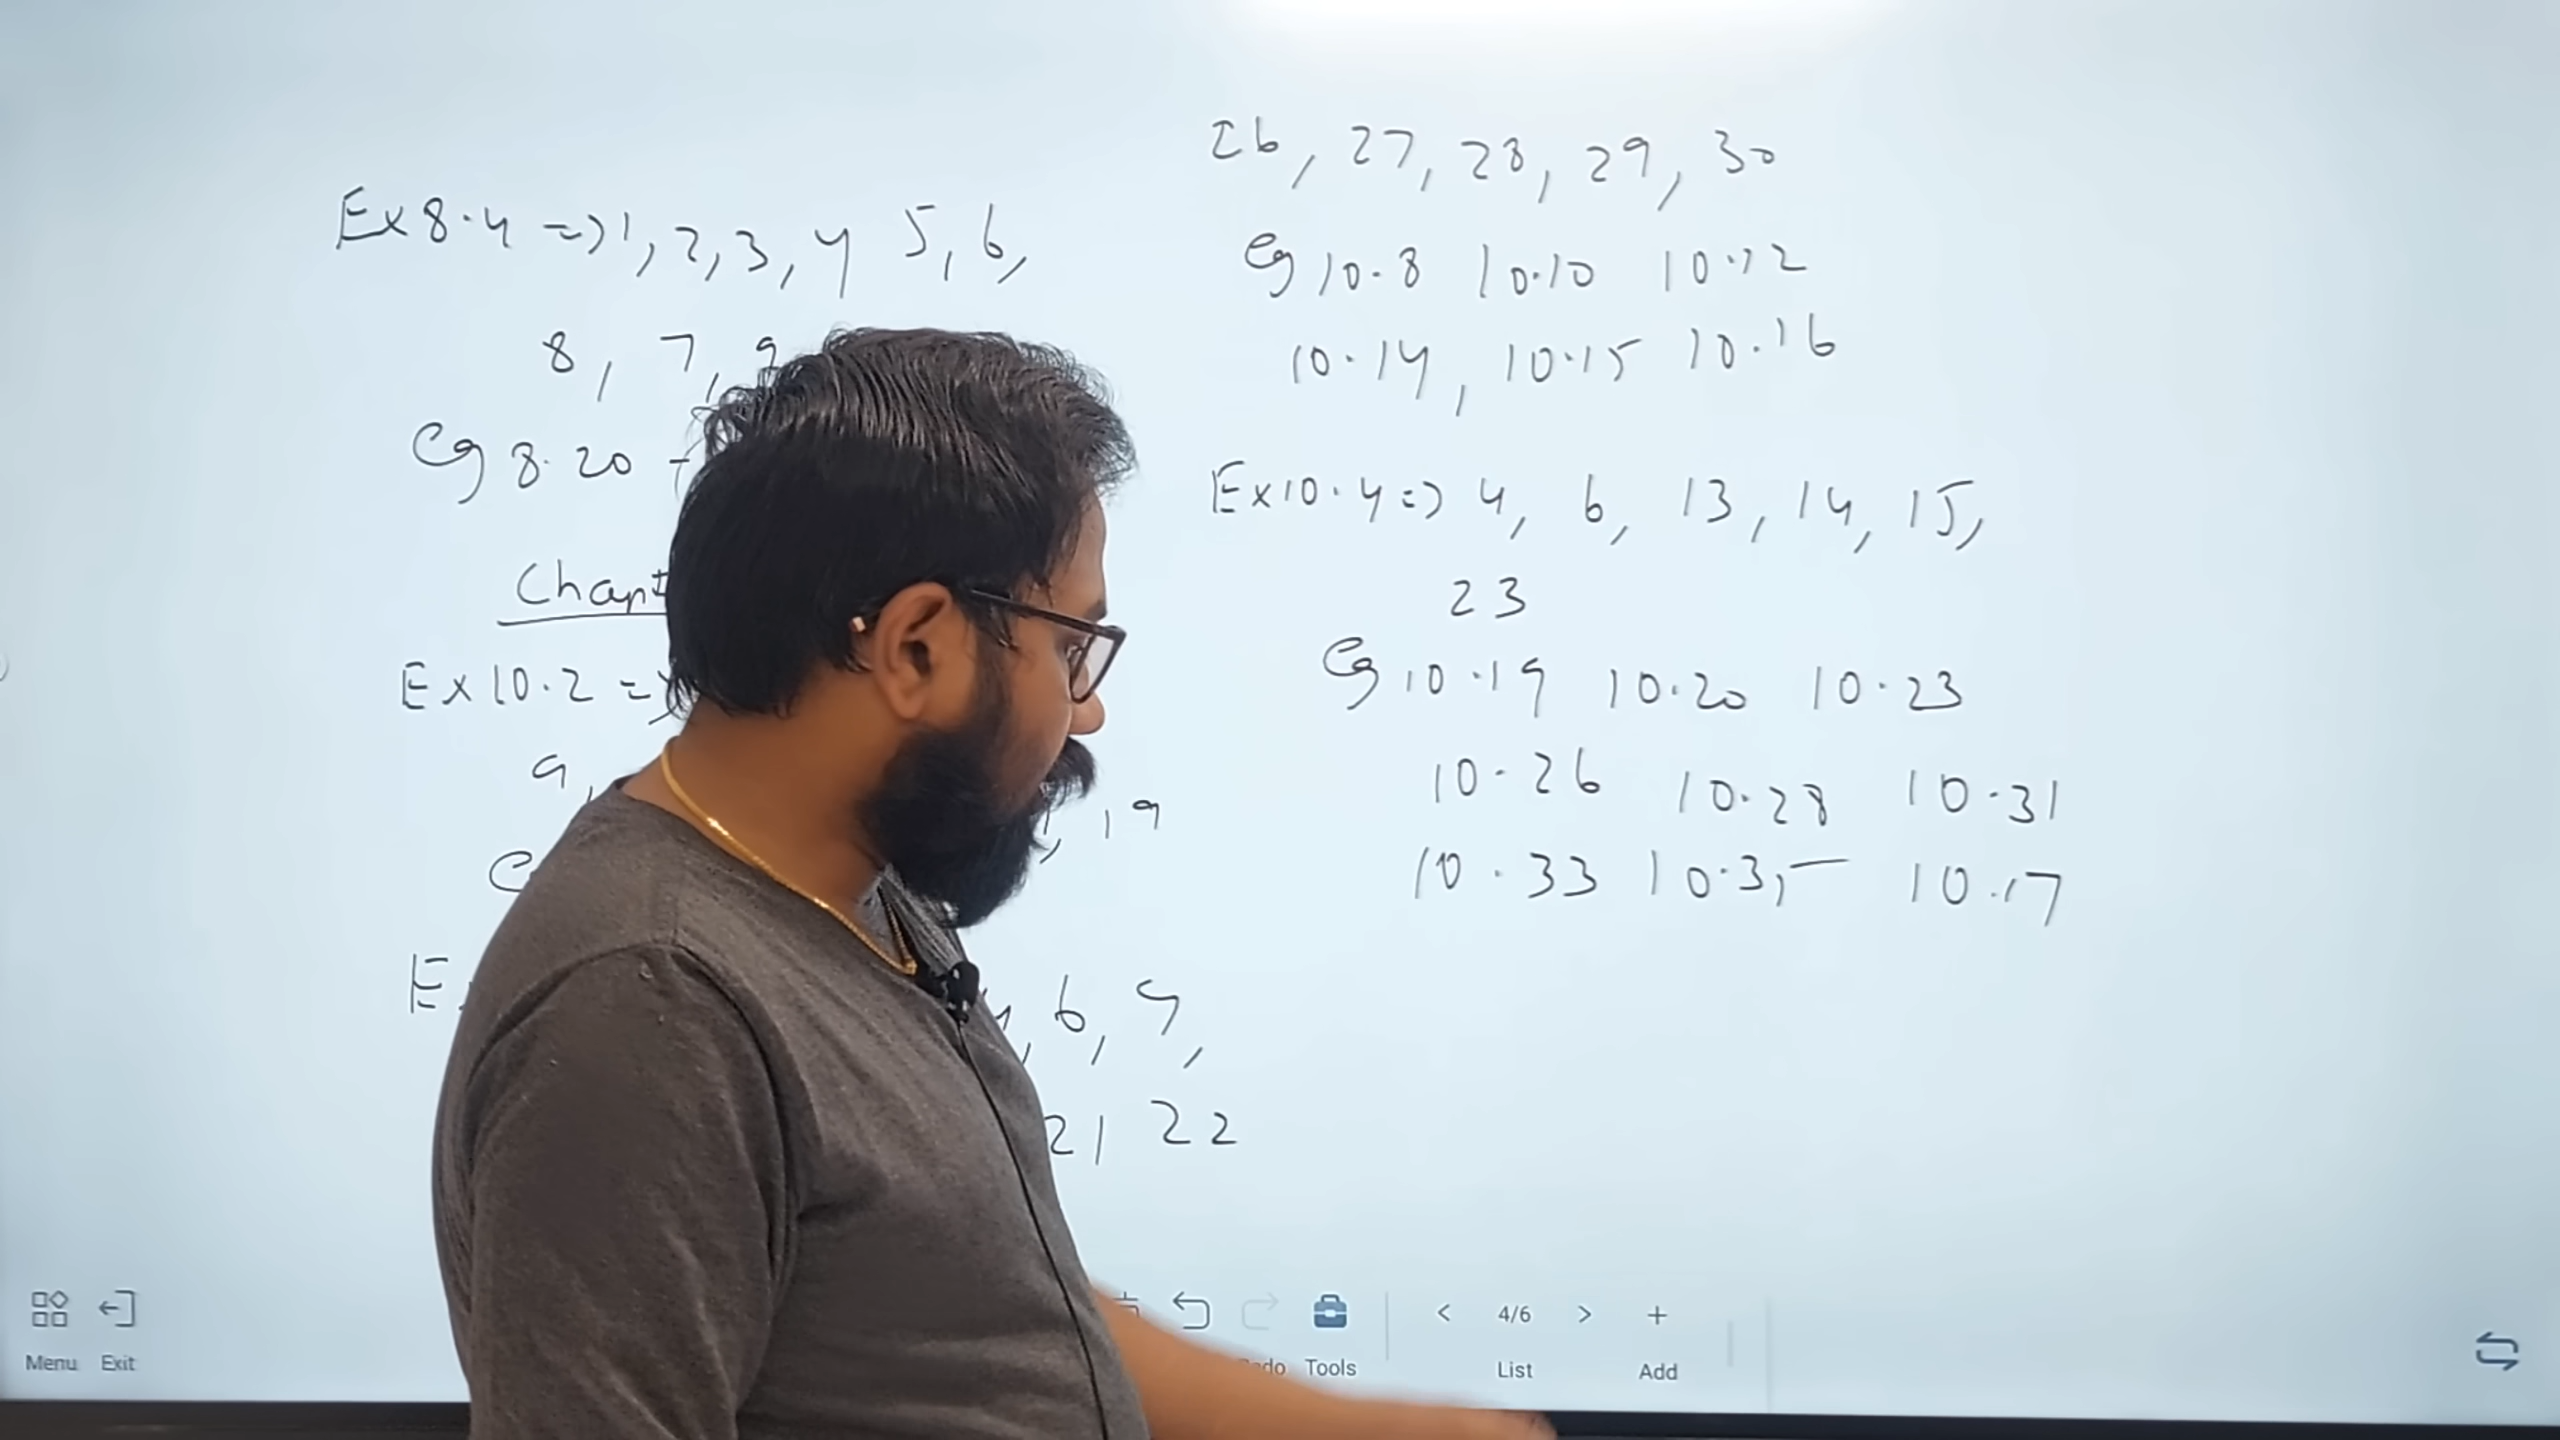 Ex 8.4 => 1, 2, 3, 4 5, 6,
8, 7, 9
Eg 8.20
Ex 10.2 =>
9,
, 19
6, 9,
21, 22
26, 27, 28, 29, 30
Eg 10.8 10.10 10.12
10.14, 10.15 10.16
Ex 10.4 => 4, 6, 13, 14, 15,
23
Eg 10.19 10.20 10.23
10.26 10.28 10.31
10.33 10.35 10.17
Menu Exit Tools 4/6 List Add